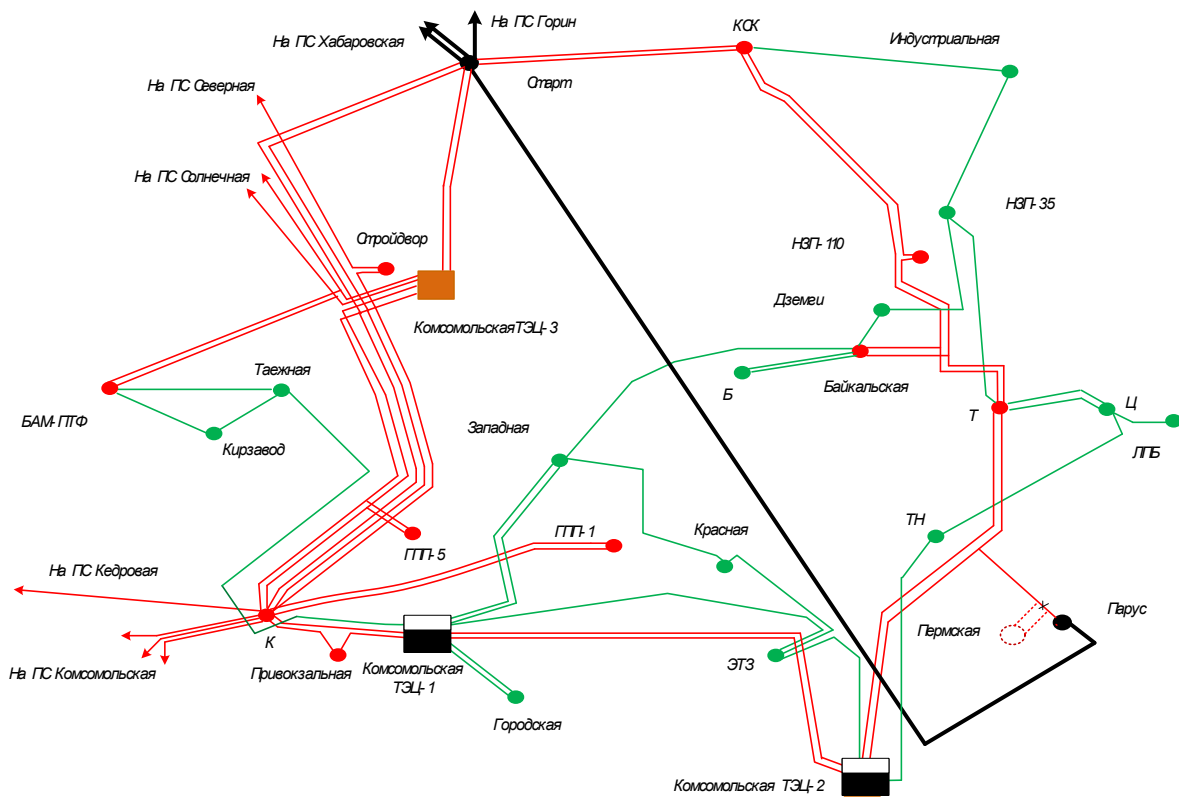 На ПС Горин
КСК
Индустриальная
На ПС Хабаровская
На ПС Северная
Старт
На ПС Солнечная
НЗП-35
Стройдвор
НЗП-110
Дземги
Комсомольская ТЭЦ-3
Таежная
Байкальская
Б
Т
Ц
БАМ-ПТФ
Западная
Кирзавод
ЛПБ
ТН
ГПП-5
ГПП-1
Красная
На ПС Кедровая
Парус
Пермская
К
На ПС Комсомольская
Привокзальная
Комсомольская
ТЭЦ-1
ЭТЗ
Городская
Комсомольская ТЭЦ-2